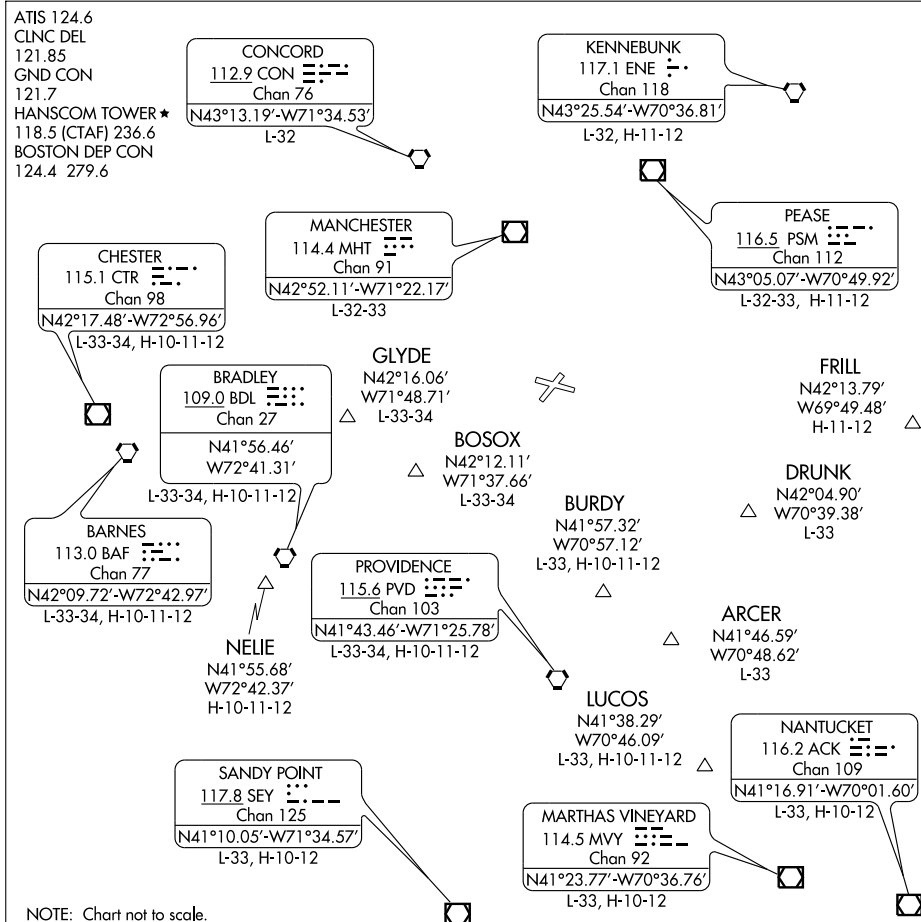 ATIS 124.6
CLNC DEL
121.85
GND CON
121.7
HANSCOM TOWER ★
118.5 (CTAF) 236.6
BOSTON DEP CON
124.4 279.6
CONCORD
112.9 CON
Chan 76
N43°13.19′-W71°34.53′
L-32
KENNEBUNK
117.1 ENE
Chan 118
N43°25.54′-W70°36.81′
L-32, H-11-12
MANCHESTER
114.4 MHT
Chan 91
N42°52.11′-W71°22.17′
L-32-33
PEASE
116.5 PSM
Chan 112
N43°05.07′-W70°49.92′
L-32-33, H-11-12
CHESTER
115.1 CTR
Chan 98
N42°17.48′-W72°56.96′
L-33-34, H-10-11-12
BRADLEY
109.0 BDL
Chan 27
N41°56.46′
W72°41.31′
L-33-34, H-10-11-12
GLYDE
N42°16.06′
W71°48.71′
L-33-34
BOSOX
N42°12.11′
W71°37.66′
L-33-34
FRILL
N42°13.79′
W69°49.48′
H-11-12
DRUNK
N42°04.90′
W70°39.38′
L-33
BURDY
N41°57.32′
W70°57.12′
L-33, H-10-11-12
BARNES
113.0 BAF
Chan 77
N42°09.72′-W72°42.97′
L-33-34, H-10-11-12
PROVIDENCE
115.6 PVD
Chan 103
N41°43.46′-W71°25.78′
L-33-34, H-10-11-12
NELIE
N41°55.68′
W72°42.37′
H-10-11-12
ARCER
N41°46.59′
W70°48.62′
L-33
LUCOS
N41°38.29′
W70°46.09′
L-33, H-10-11-12
NANTUCKET
116.2 ACK
Chan 109
N41°16.91′-W70°01.60′
L-33, H-10-12
SANDY POINT
117.8 SEY
Chan 125
N41°10.05′-W71°34.57′
L-33, H-10-12
MARTHAS VINEYARD
114.5 MVY
Chan 92
N41°23.77′-W70°36.76′
L-33, H-10-12
NOTE: Chart not to scale.